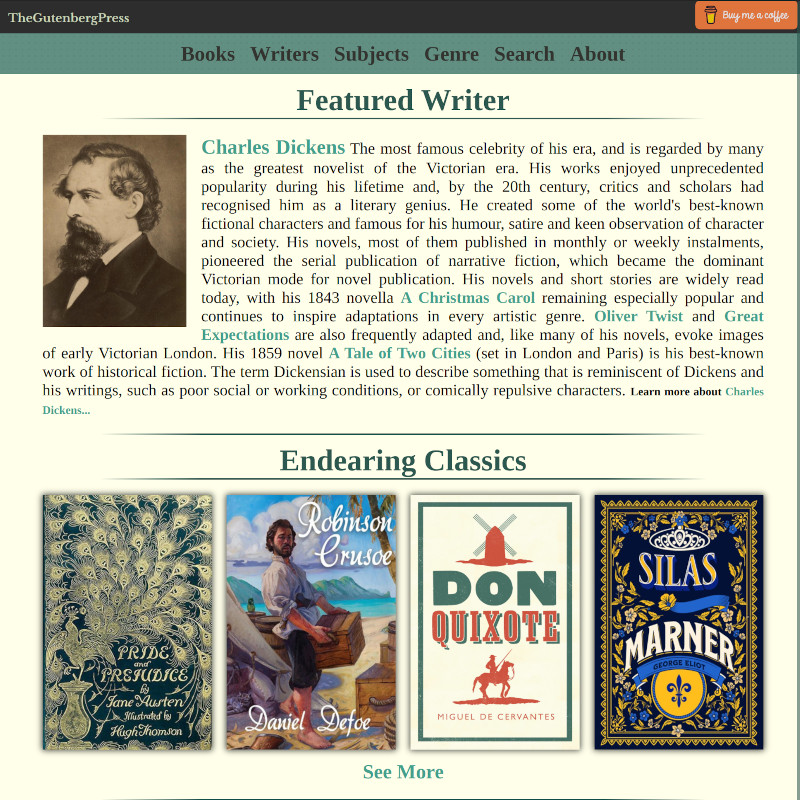 TheGutenbergPress
Buy me a coffee
Books Writers Subjects Genre Search About
Featured Writer
Charles Dickens The most famous celebrity of his era, and is regarded by many
as the greatest novelist of the Victorian era. His works enjoyed unprecedented
popularity during his lifetime and, by the 20th century, critics and scholars had
recognised him as a literary genius. He created some of the world's best-known
fictional characters and famous for his humour, satire and keen observation of character
and society. His novels, most of them published in monthly or weekly instalments,
pioneered the serial publication of narrative fiction, which became the dominant
Victorian mode for novel publication. His novels and short stories are widely read
today, with his 1843 novella A Christmas Carol remaining especially popular and
continues to inspire adaptations in every artistic genre. Oliver Twist and Great
Expectations are also frequently adapted and, like many of his novels, evoke images
of early Victorian London. His 1859 novel A Tale of Two Cities (set in London and Paris) is his best-known
work of historical fiction. The term Dickensian is used to describe something that is reminiscent of Dickens and
his writings, such as poor social or working conditions, or comically repulsive characters. Learn more about Charles
Dickens...
Endearing Classics
PRIDE
and
PREJUDICE
by
Jane Austen
Illustrated by
Hugh Thomson
Robinson
Crusoe
Daniel Defoe
DON
QUIXOTE
MIGUEL DE CERVANTES
SILAS
MARNER
GEORGE ELIOT
See More